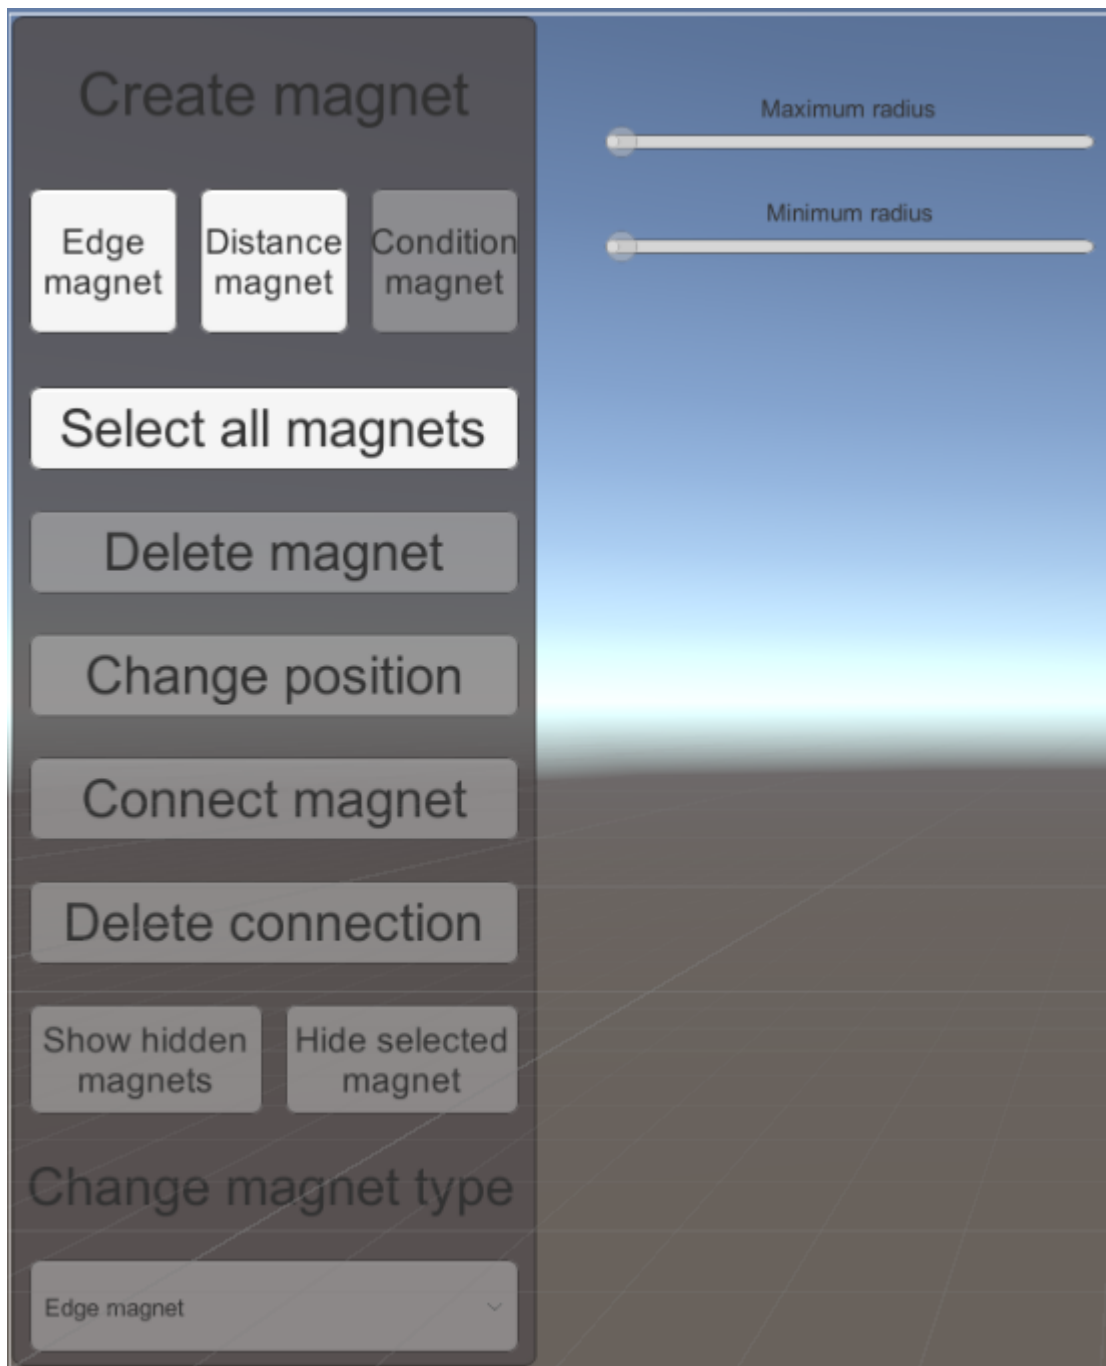 Create magnet
Edge
magnet
Distance
magnet
Condition
magnet
Select all magnets
Delete magnet
Change position
Connect magnet
Delete connection
Show hidden
magnets
Hide selected
magnet
Change magnet type
Edge magnet
Maximum radius
Minimum radius